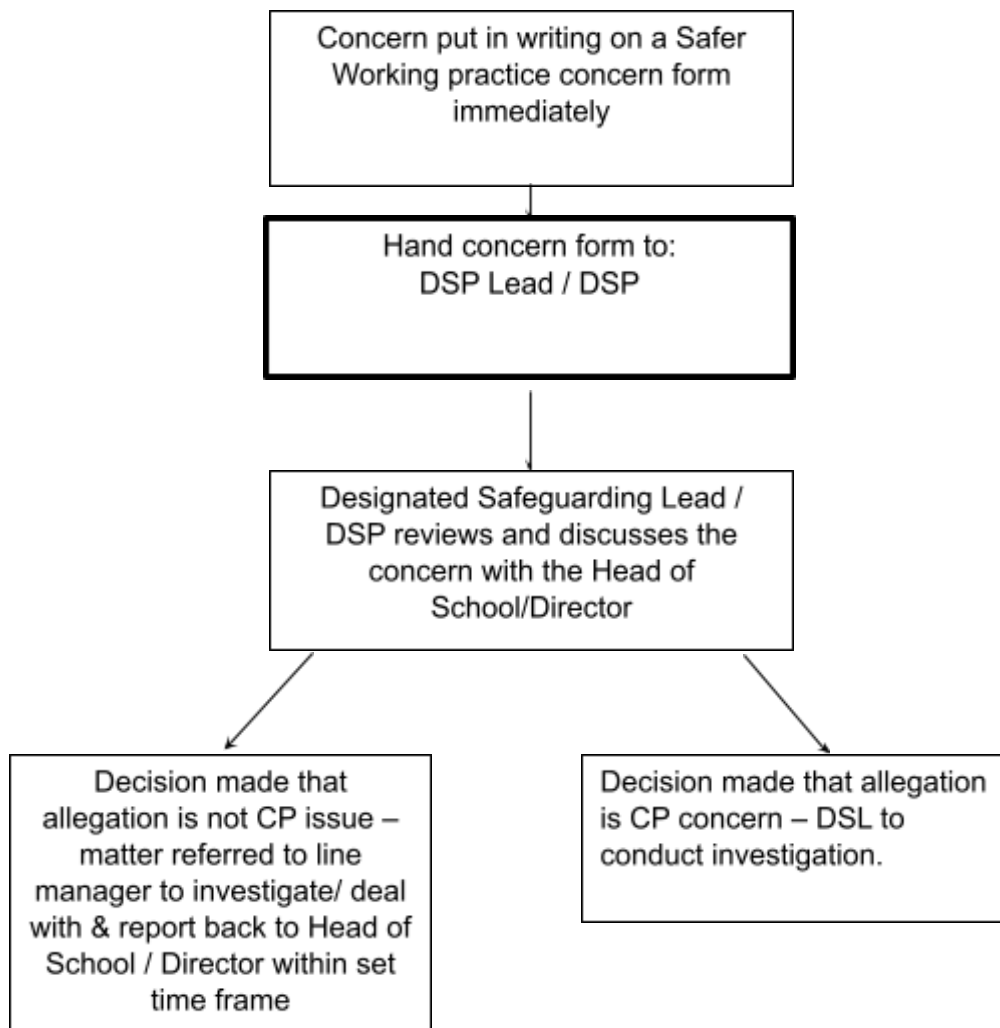 Concern put in writing on a Safer
Working practice concern form
immediately
Hand concern form to:
DSP Lead / DSP
Designated Safeguarding Lead /
DSP reviews and discusses the
concern with the Head of
School/Director
Decision made that
allegation is not CP issue –
matter referred to line
manager to investigate/ deal
with & report back to Head of
School / Director within set
time frame
Decision made that allegation
is CP concern – DSL to
conduct investigation.